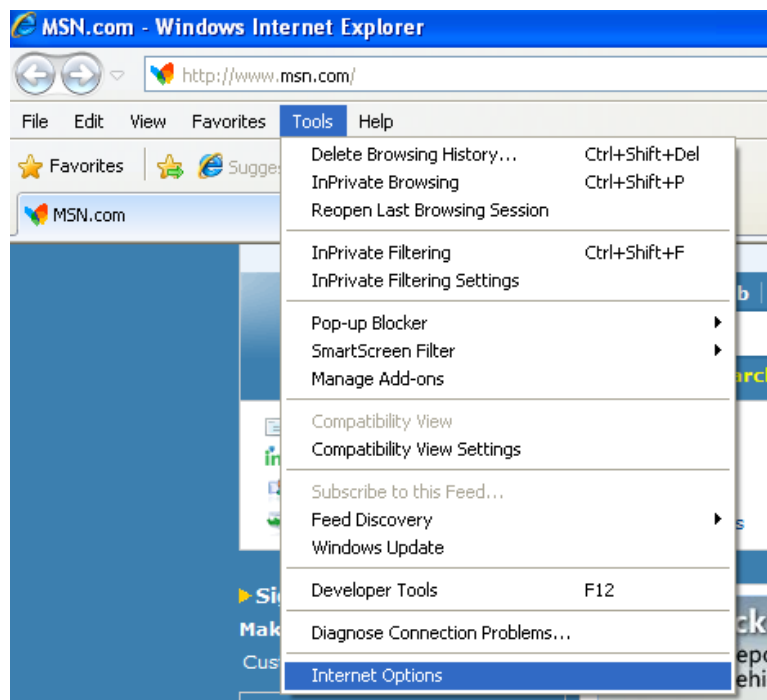 MSN.com - Windows Internet Explorer
http://www.msn.com/
File Edit View Favorites Tools Help
Favorites
MSN.com
Delete Browsing History... Ctrl+Shift+Del
InPrivate Browsing Ctrl+Shift+P
Reopen Last Browsing Session
InPrivate Filtering Ctrl+Shift+F
InPrivate Filtering Settings
Pop-up Blocker
SmartScreen Filter
Manage Add-ons
Compatibility View
Compatibility View Settings
Subscribe to this Feed...
Feed Discovery
Windows Update
Developer Tools F12
Diagnose Connection Problems...
Internet Options